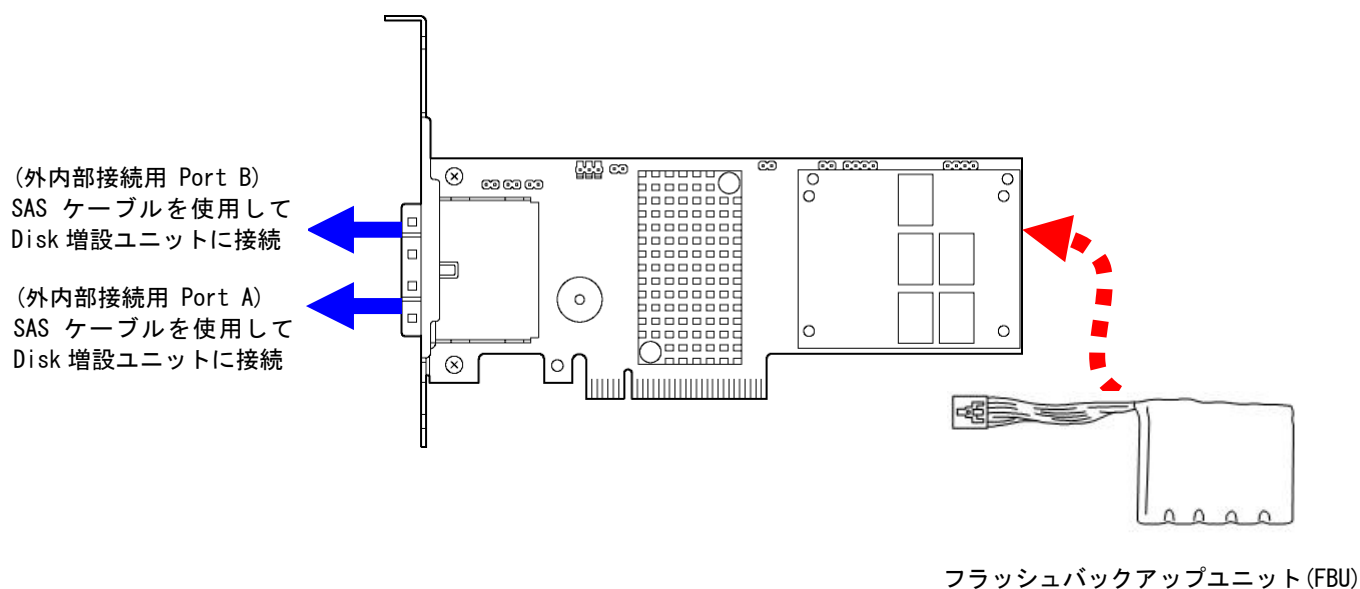 (外内部接続用 Port B)
SAS ケーブルを使用して
Disk 増設ユニットに接続
(外内部接続用 Port A)
SAS ケーブルを使用して
Disk 増設ユニットに接続
フラッシュバックアップユニット(FBU)